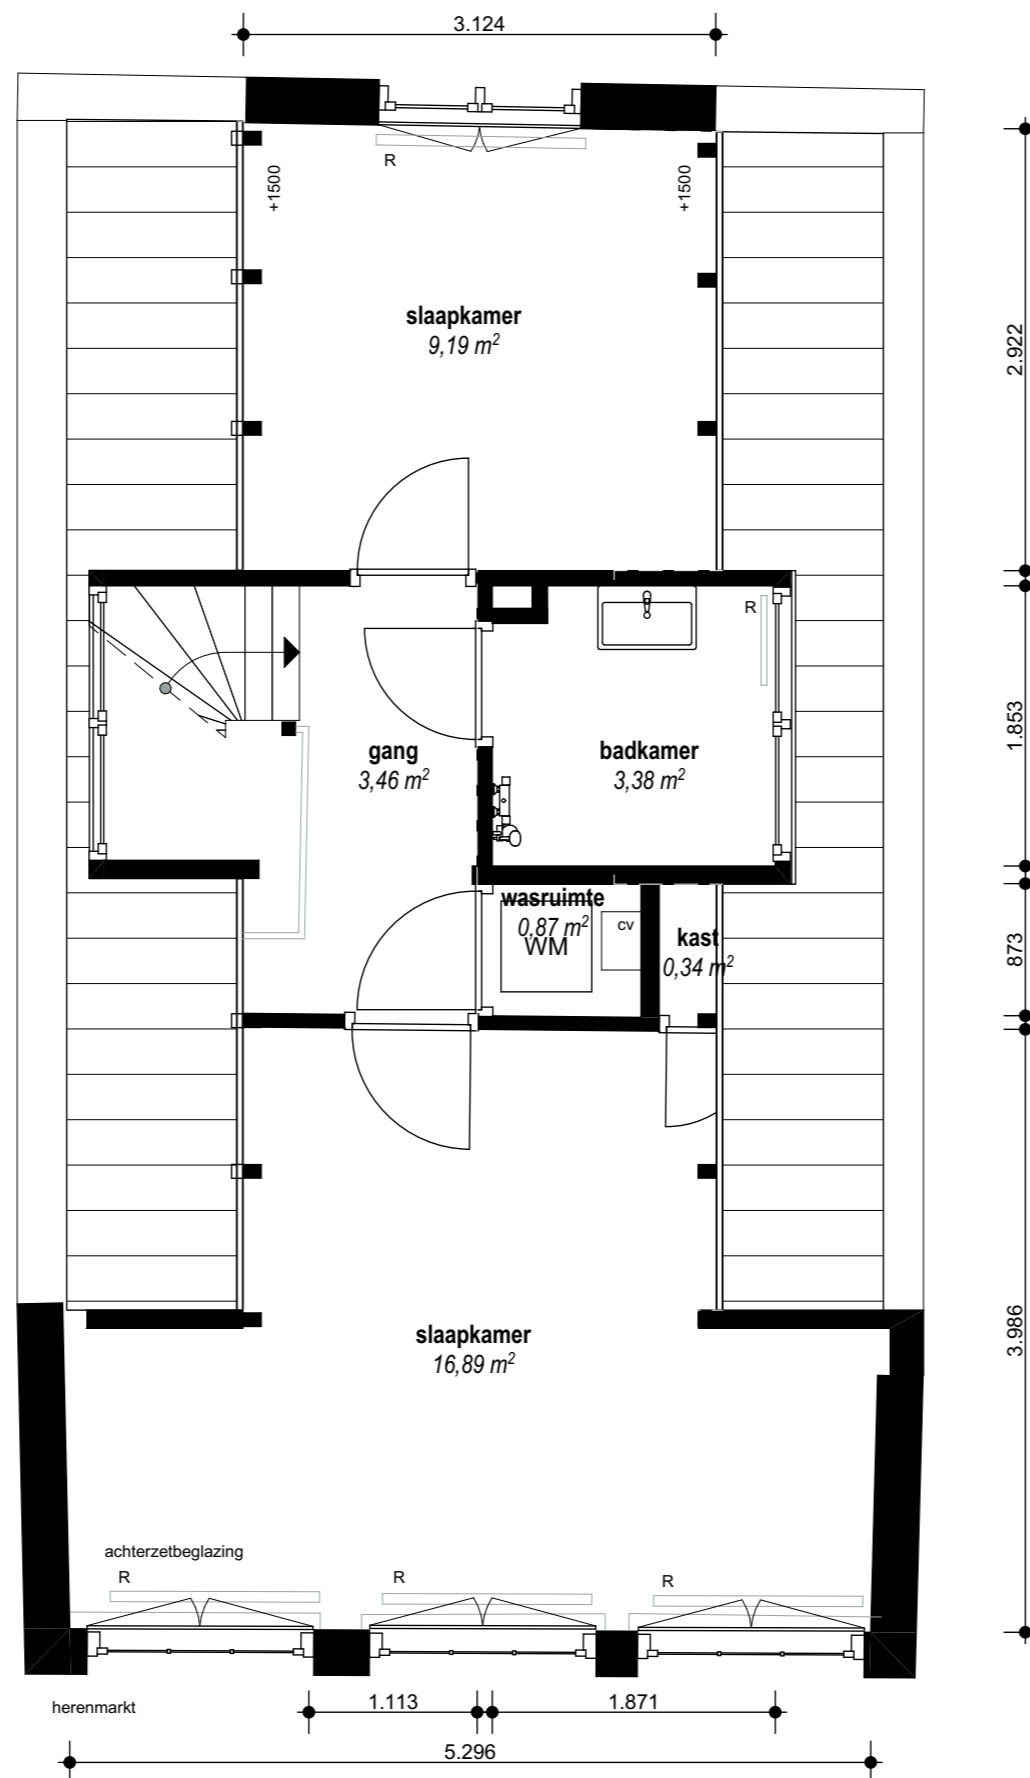 3.124
R
+1500
+1500
slaapkamer
9,19 m²
2.922
R
gang
3,46 m²
badkamer
3,38 m²
1.853
wasruimte
0,87 m²
WM
cv
kast
0,34 m²
873
slaapkamer
16,89 m²
3.986
achterzetbeglazing
R
R
R
herenmarkt
1.113
1.871
5.296